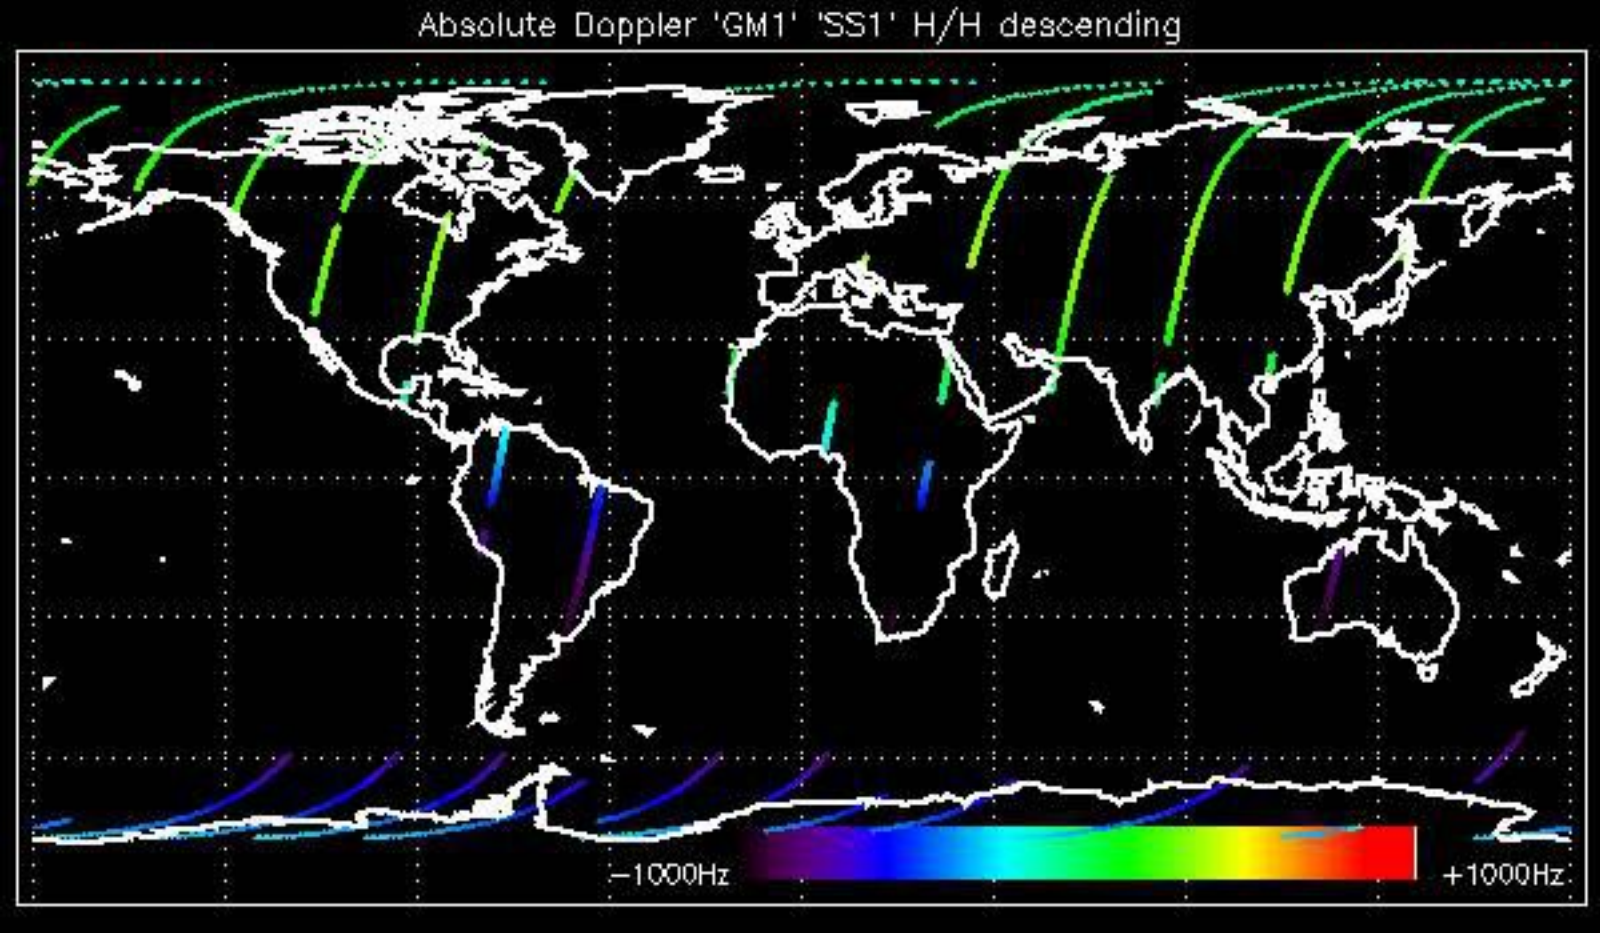 Absolute Doppler 'GM1' 'SS1' H/H descending
−1000Hz
+1000Hz